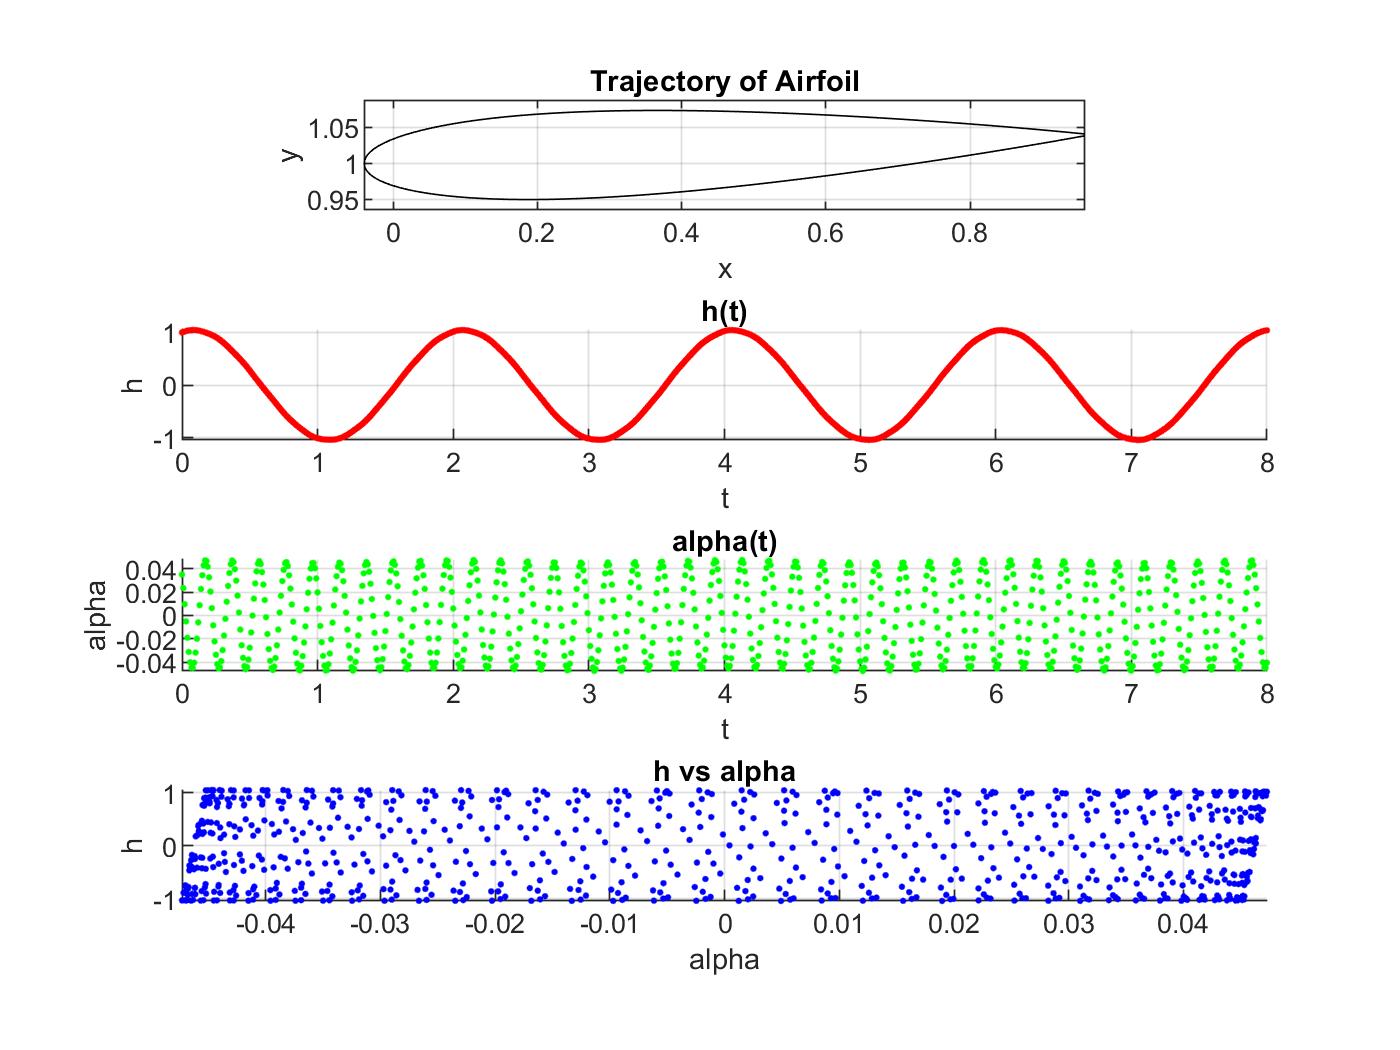 Trajectory of Airfoil
1.05
1
0.95
y
0 0.2 0.4 0.6 0.8
x
h(t)
1
0
-1
h
0 1 2 3 4 5 6 7 8
t
alpha(t)
0.04
0.02
0
-0.02
-0.04
alpha
0 1 2 3 4 5 6 7 8
t
h vs alpha
1
0
-1
h
-0.04 -0.03 -0.02 -0.01 0 0.01 0.02 0.03 0.04
alpha